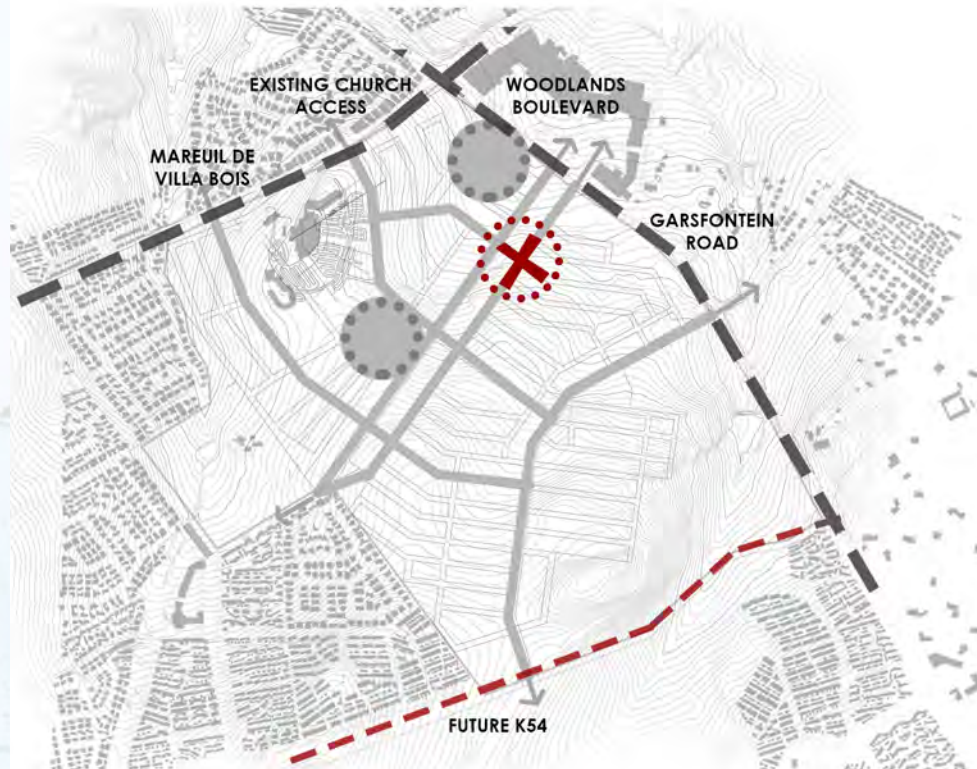 EXISTING CHURCH
ACCESS
WOODLANDS
BOULEVARD
MAREUIL DE
VILLA BOIS
GARSFONTEIN
ROAD
FUTURE K54